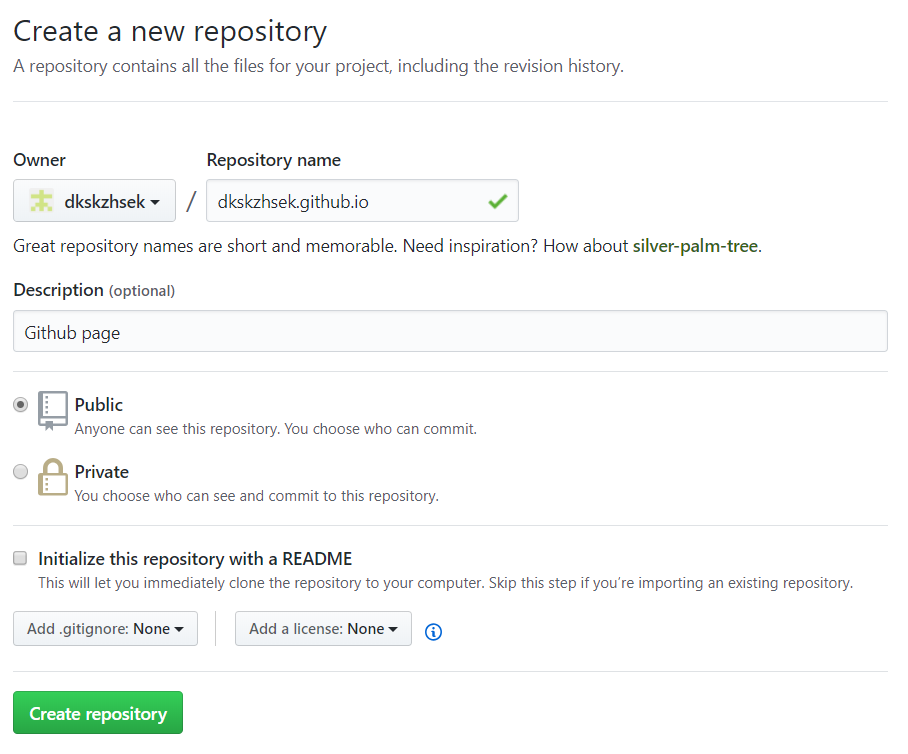 Create a new repository
A repository contains all the files for your project, including the revision history.
Owner
Repository name
dkskzhsek / dkskzhsek.github.io
Great repository names are short and memorable. Need inspiration? How about silver-palm-tree.
Description (optional)
Github page
Public
Anyone can see this repository. You choose who can commit.
Private
You choose who can see and commit to this repository.
Initialize this repository with a README
This will let you immediately clone the repository to your computer. Skip this step if you’re importing an existing repository.
Add .gitignore: None
Add a license: None
Create repository